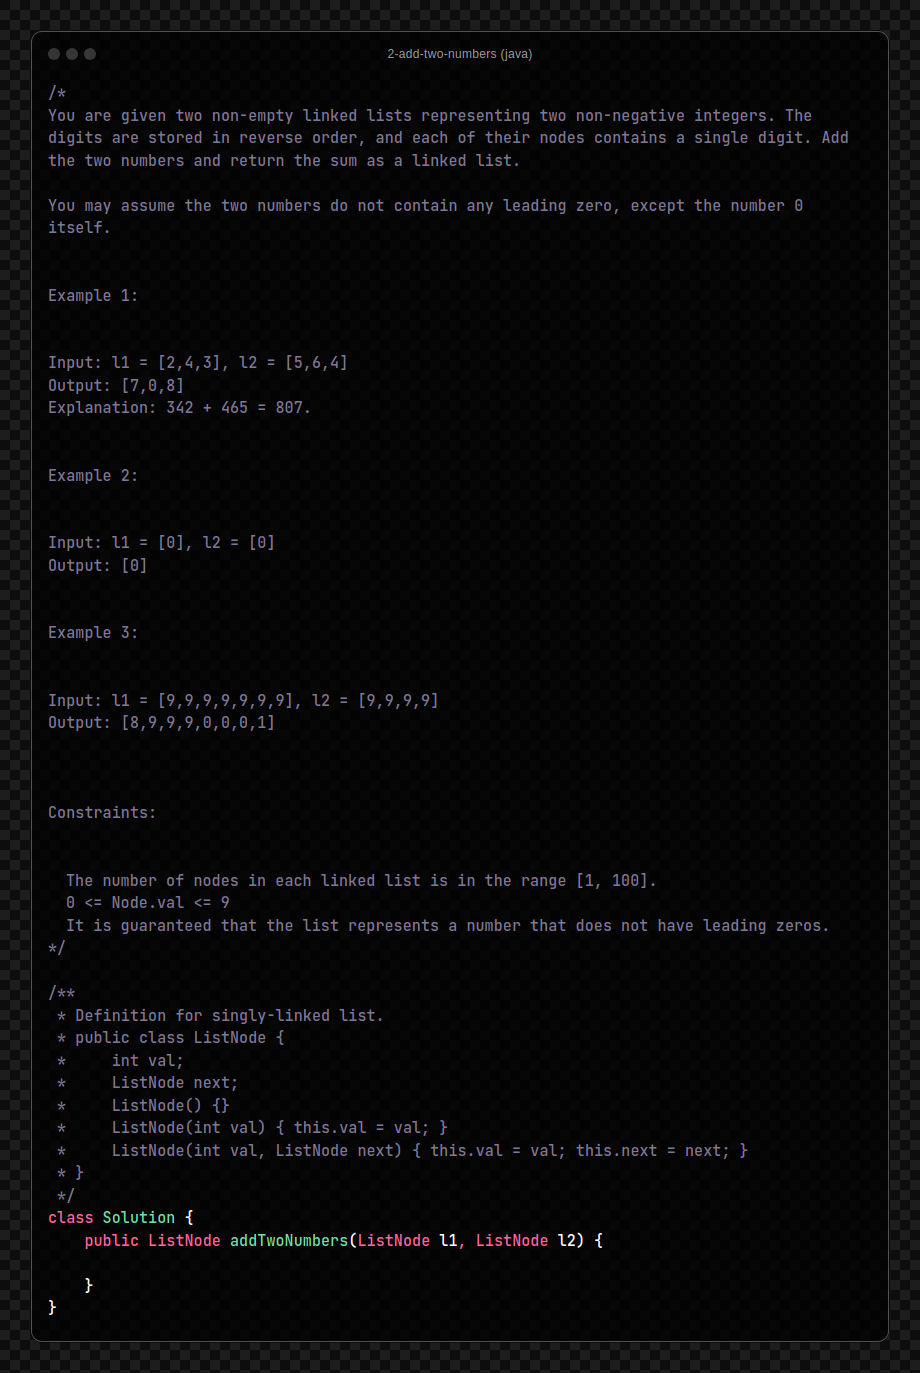 2-add-two-numbers (java)
/*
You are given two non-empty linked lists representing two non-negative integers. The
digits are stored in reverse order, and each of their nodes contains a single digit. Add
the two numbers and return the sum as a linked list.

You may assume the two numbers do not contain any leading zero, except the number 0
itself.


Example 1:


Input: l1 = [2,4,3], l2 = [5,6,4]
Output: [7,0,8]
Explanation: 342 + 465 = 807.


Example 2:


Input: l1 = [0], l2 = [0]
Output: [0]


Example 3:


Input: l1 = [9,9,9,9,9,9,9], l2 = [9,9,9,9]
Output: [8,9,9,9,0,0,0,1]



Constraints:


  The number of nodes in each linked list is in the range [1, 100].
  0 <= Node.val <= 9
  It is guaranteed that the list represents a number that does not have leading zeros.
*/

/**
 * Definition for singly-linked list.
 * public class ListNode {
 *     int val;
 *     ListNode next;
 *     ListNode() {}
 *     ListNode(int val) { this.val = val; }
 *     ListNode(int val, ListNode next) { this.val = val; this.next = next; }
 * }
 */
class Solution {
    public ListNode addTwoNumbers(ListNode l1, ListNode l2) {

    }
}